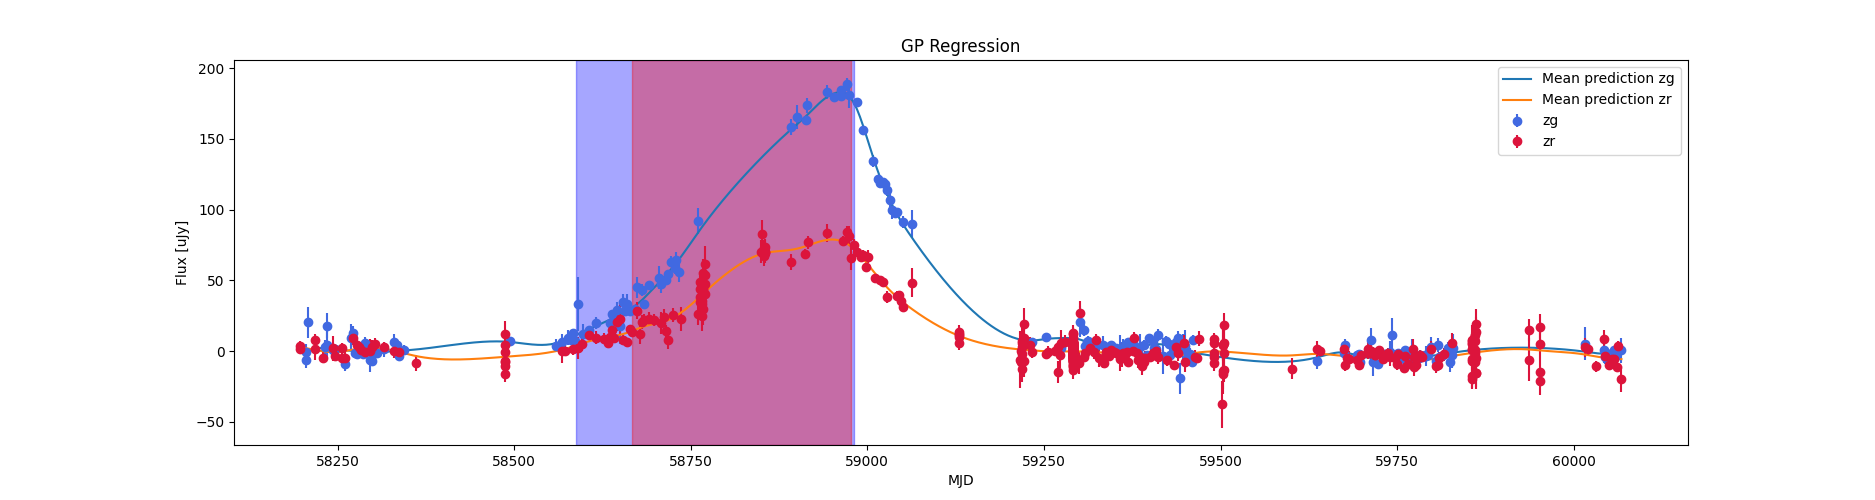 GP Regression
200
150
100
50
0
−50
Flux [uJy]
58250
58500
58750
59000
59250
59500
59750
60000
MJD
Mean prediction zg
Mean prediction zr
zg
zr